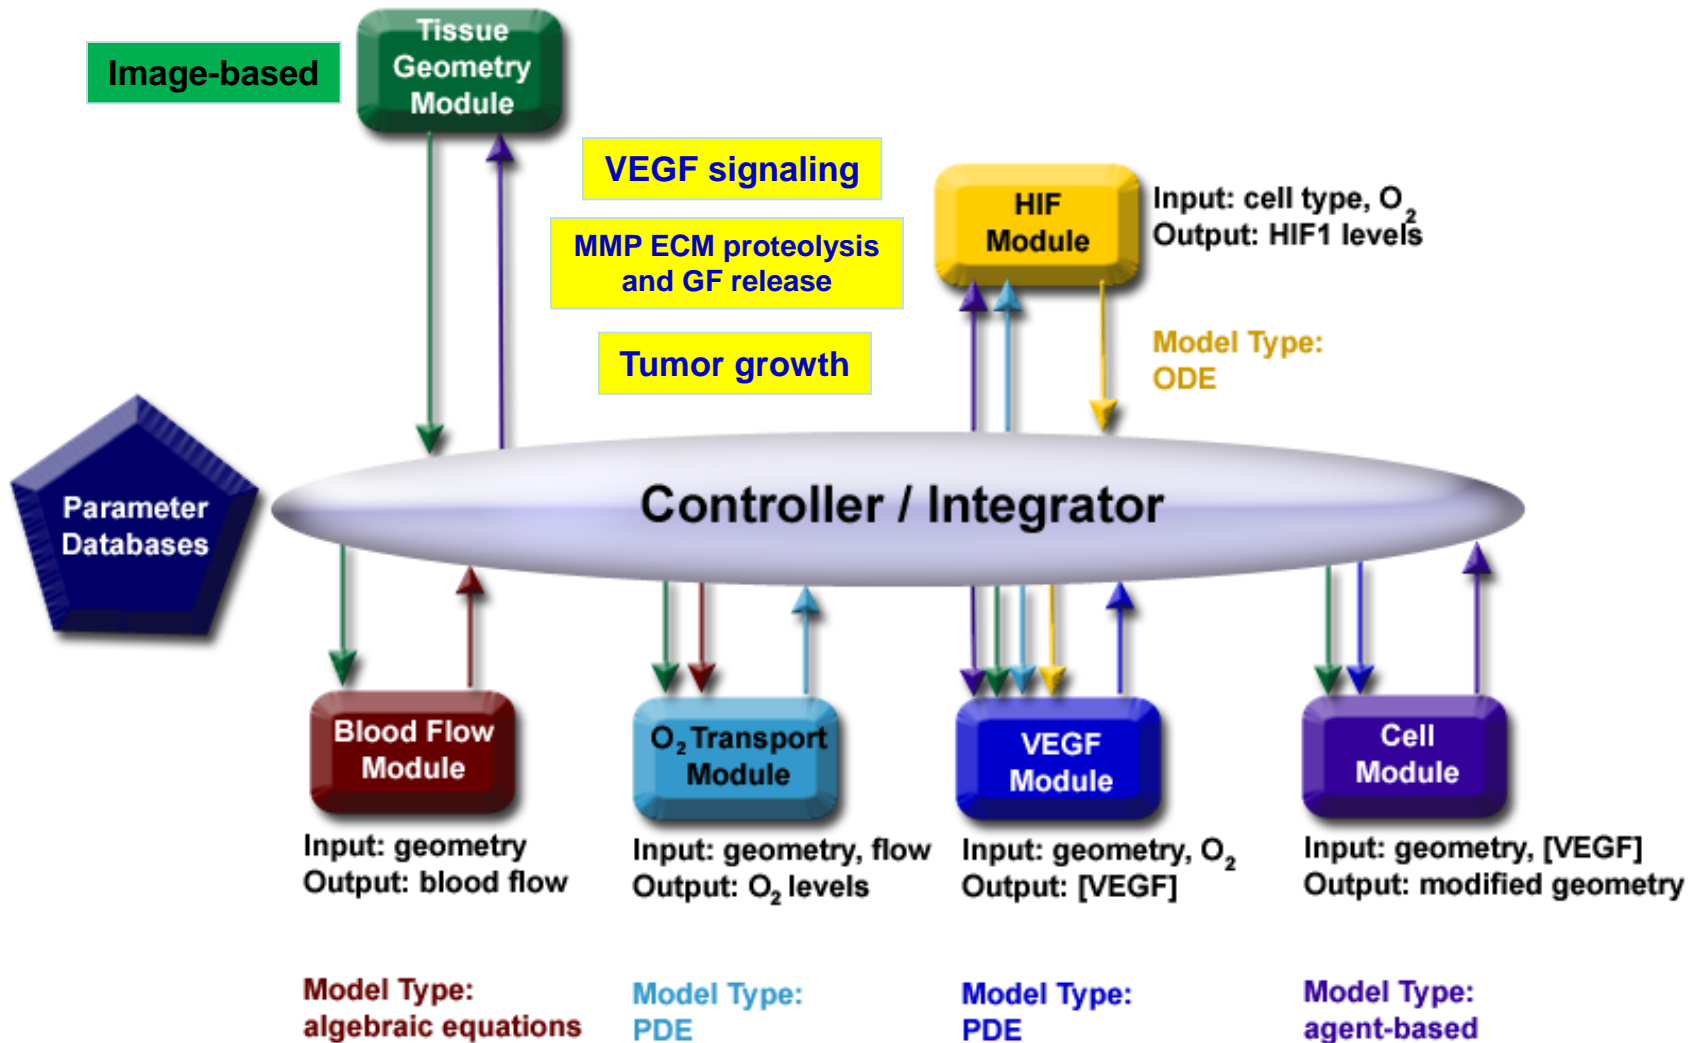 Image-based
Tissue
Geometry
Module
VEGF signaling
MMP ECM proteolysis
and GF release
Tumor growth
HIF
Module
Input: cell type, O₂
Output: HIF1 levels
Model Type:
ODE
Parameter
Databases
Controller / Integrator
Blood Flow
Module
Input: geometry
Output: blood flow
Model Type:
algebraic equations
O₂ Transport
Module
Input: geometry, flow
Output: O₂ levels
Model Type:
PDE
VEGF
Module
Input: geometry, O₂
Output: [VEGF]
Model Type:
PDE
Cell
Module
Input: geometry, [VEGF]
Output: modified geometry
Model Type:
agent-based